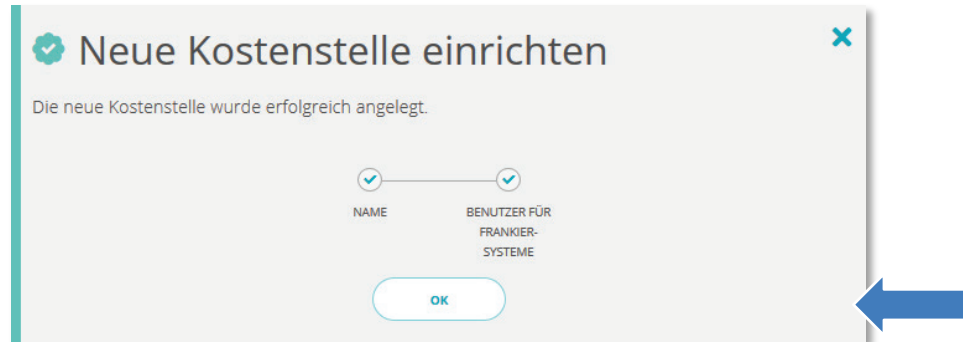 Neue Kostenstelle einrichten
Die neue Kostenstelle wurde erfolgreich angelegt.
NAME
BENUTZER FÜR
FRANKIER-
SYSTEME
OK